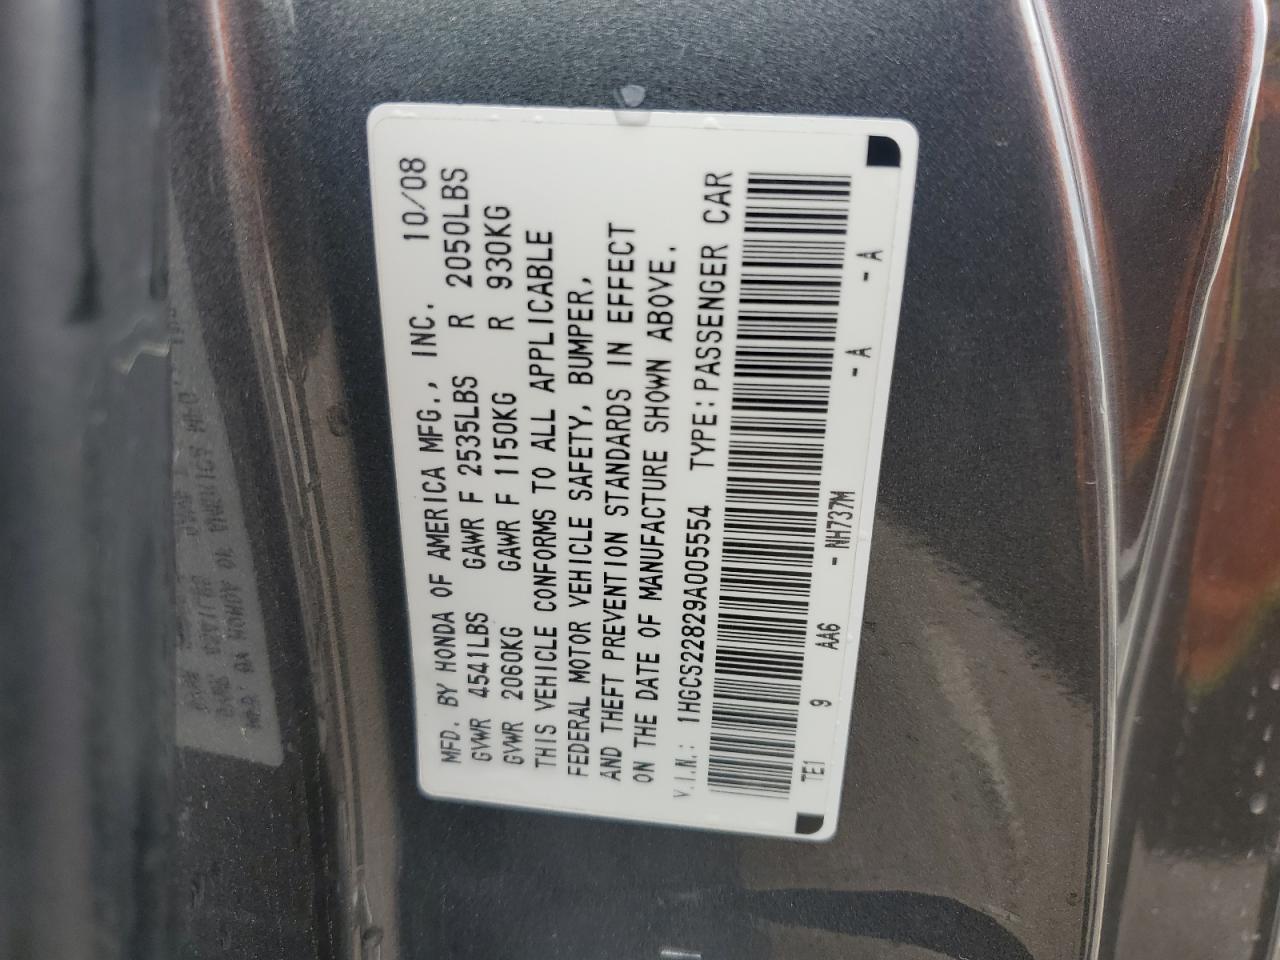 MFD. BY HONDA OF AMERICA MFG., INC. 10/08
GVWR 4541LBS GAWR F 2535LBS R 2050LBS
GVWR 2060KG GAWR F 1150KG R 930KG
THIS VEHICLE CONFORMS TO ALL APPLICABLE
FEDERAL MOTOR VEHICLE SAFETY, BUMPER,
AND THEFT PREVENTION STANDARDS IN EFFECT
ON THE DATE OF MANUFACTURE SHOWN ABOVE.
V.I.N.: 1HGCS22829A005554 TYPE:PASSENGER CAR
TE1 9 AA6 - NH737M - A - A